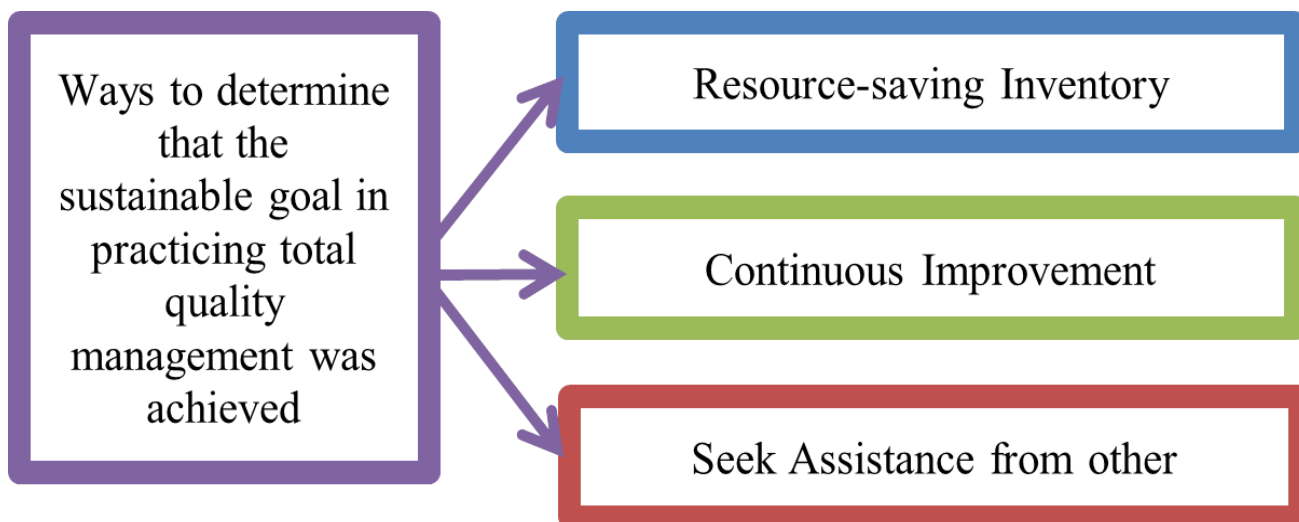 Ways to determine
that the
sustainable goal in
practicing total
quality
management was
achieved
Resource-saving Inventory
Continuous Improvement
Seek Assistance from other